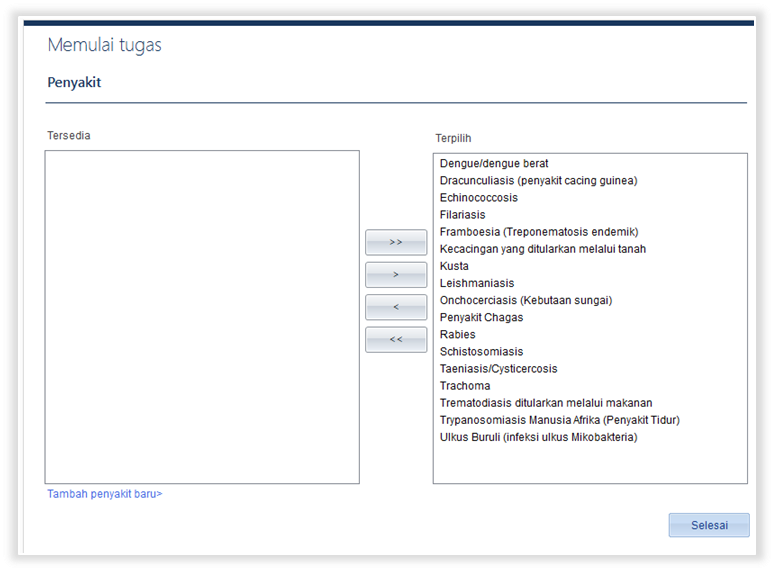 Memulai tugas
Penyakit
Tersedia
Terpilih
Dengue/dengue berat
Dracunculiasis (penyakit cacing guinea)
Echinococcosis
Filariasis
Framboesia (Treponematosis endemik)
Kecacingan yang ditularkan melalui tanah
Kusta
Leishmaniasis
Onchocerciasis (Kebutaan sungai)
Penyakit Chagas
Rabies
Schistosomiasis
Taeniasis/Cysticercosis
Trachoma
Trematodiasis ditularkan melalui makanan
Trypanosomiasis Manusia Afrika (Penyakit Tidur)
Ulkus Buruli (infeksi ulkus Mikobakteria)
>>
>
<
<<
Tambah penyakit baru>
Selesai